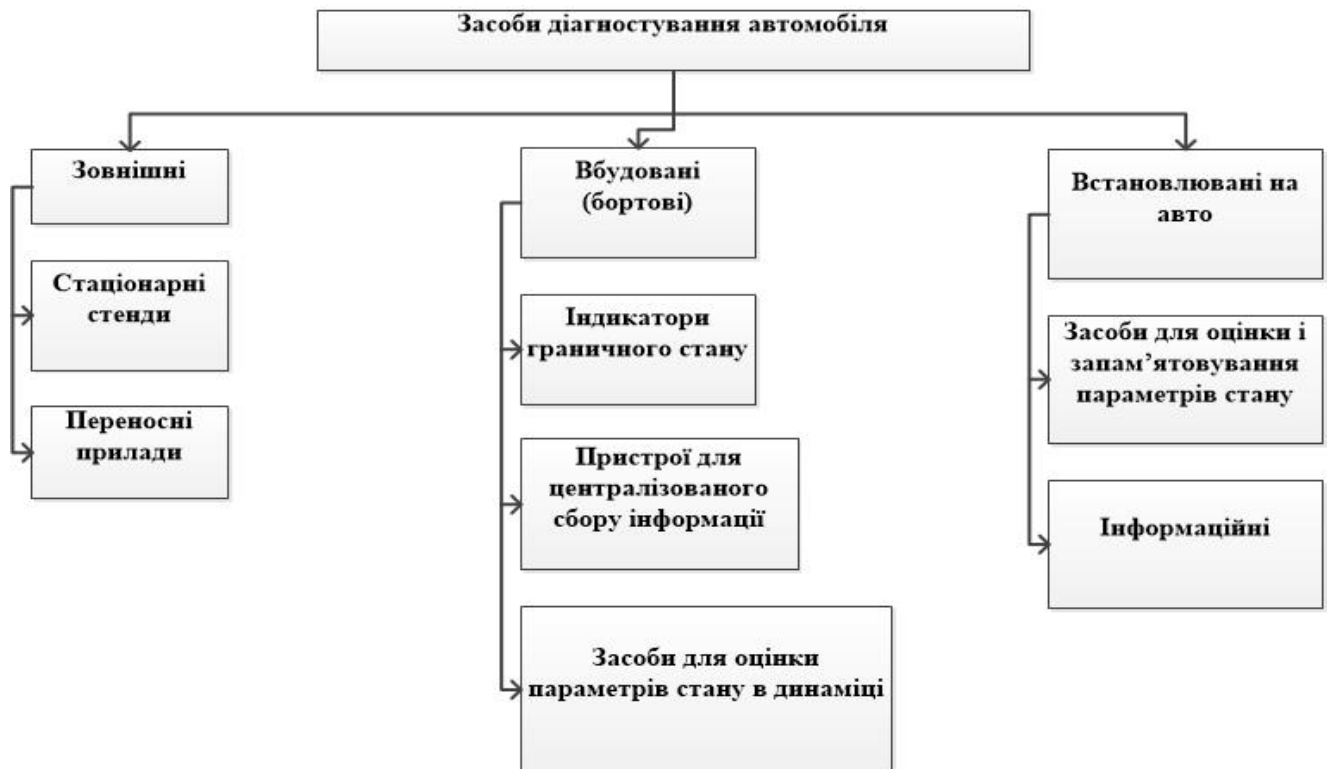 Засоби діагностування автомобіля
Зовнішні
Стаціонарні
стенди
Переносні
прилади
Вбудовані
(бортові)
Індикатори
граничного стану
Пристрої для
централізованого
сбору інформації
Засоби для оцінки
параметрів стану в динаміці
Встановлювані на
авто
Засоби для оцінки і
запам’ятовування
параметрів стану
Інформаційні